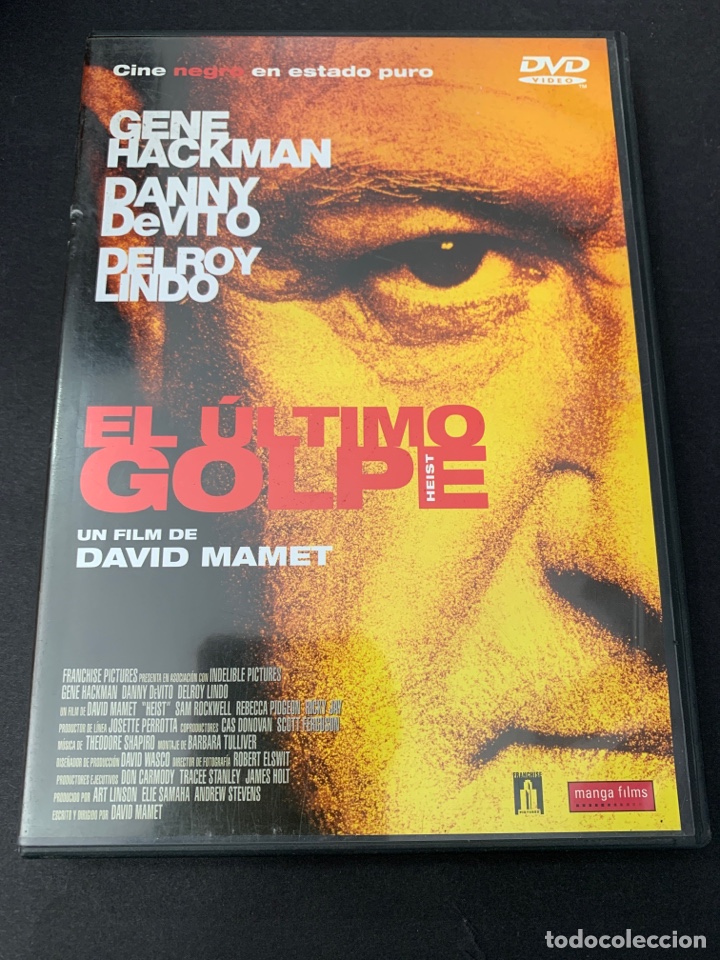 Cine negro en estado puro
DVD
VIDEO
TM
GENE
HACKMAN
DANNY
DeVITO
DELROY
LINDO
EL ÚLTIMO
GOLPE
HEIST
UN FILM DE
DAVID MAMET
FRANCHISE PICTURES PRESENTA EN ASOCIACIÓN CON INDELIBLE PICTURES
GENE HACKMAN DANNY DeVITO DELROY LINDO
UN FILM DE DAVID MAMET "HEIST" SAM ROCKWELL REBECCA PIDGEON RICKY JAY
PRODUCTOR DE LÍNEA JOSETTE PERROTTA COPRODUCTORES CAS DONOVAN SCOTT FERGUSON
MÚSICA DE THEODORE SHAPIRO MONTAJE DE BARBARA TULLIVER
DISEÑADOR DE PRODUCCIÓN DAVID WASCO DIRECTOR DE FOTOGRAFÍA ROBERT ELSWIT
PRODUCTORES EJECUTIVOS DON CARMODY TRACEE STANLEY JAMES HOLT
PRODUCIDO POR ART LINSON ELIE SAMAHA ANDREW STEVENS
ESCRITO Y DIRIGIDO POR DAVID MAMET
FRANCHISE
PICTURES
manga films
todocoleccion